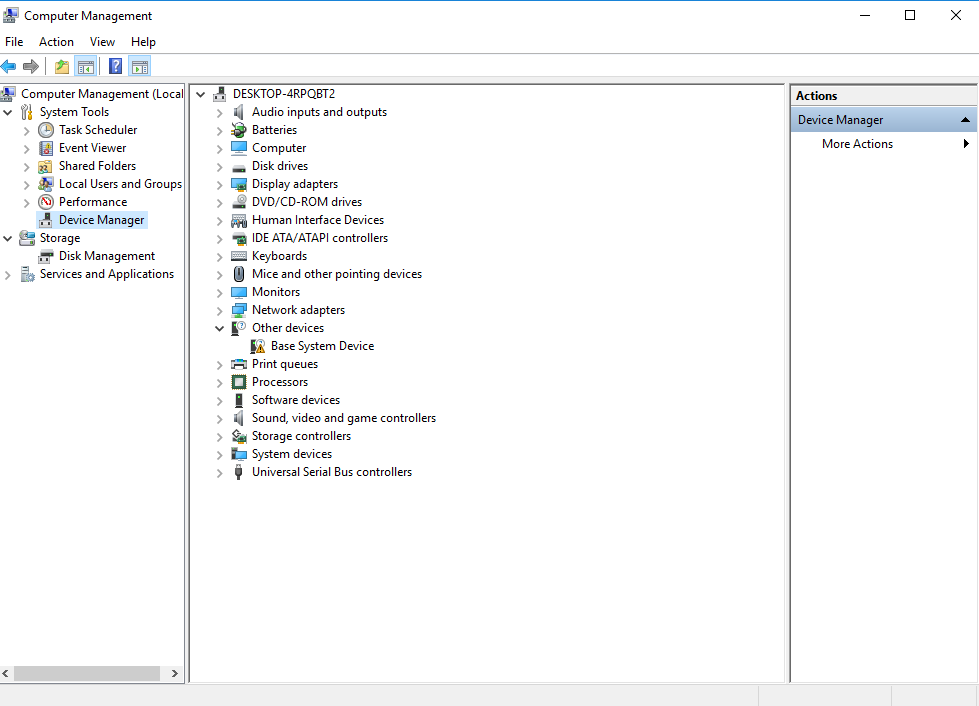 Computer Management
File Action View Help
Computer Management (Local
System Tools
Task Scheduler
Event Viewer
Shared Folders
Local Users and Groups
Performance
Device Manager
Storage
Disk Management
Services and Applications
DESKTOP-4RPQBT2
Audio inputs and outputs
Batteries
Computer
Disk drives
Display adapters
DVD/CD-ROM drives
Human Interface Devices
IDE ATA/ATAPI controllers
Keyboards
Mice and other pointing devices
Monitors
Network adapters
Other devices
Base System Device
Print queues
Processors
Software devices
Sound, video and game controllers
Storage controllers
System devices
Universal Serial Bus controllers
Actions
Device Manager
More Actions